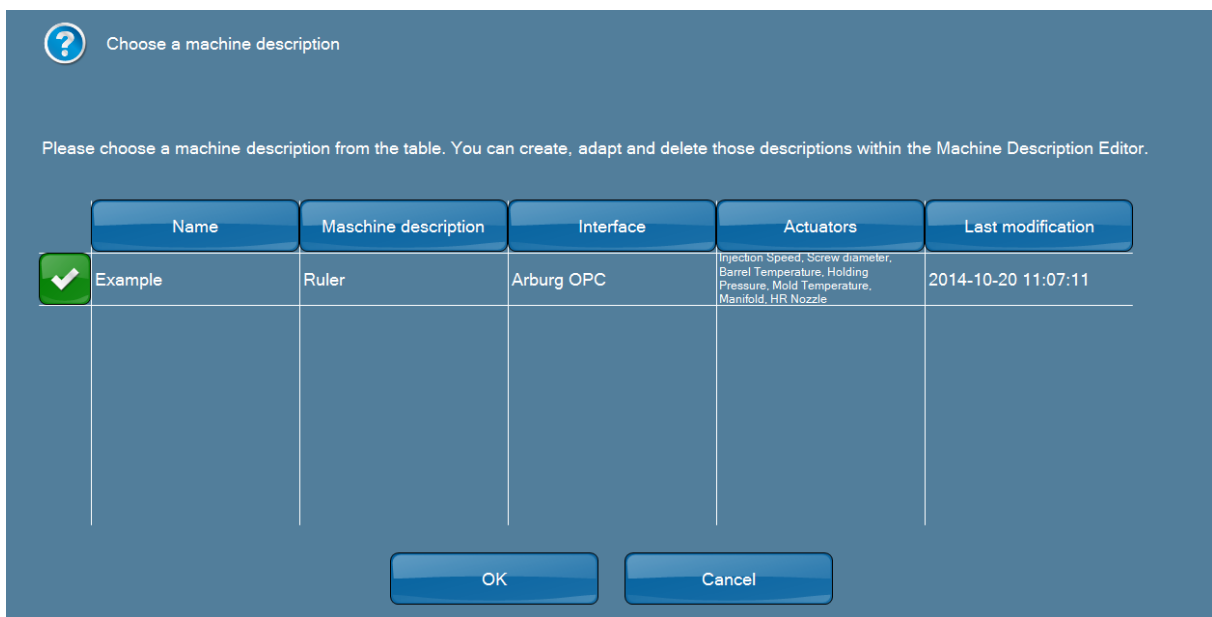 Choose a machine description
Please choose a machine description from the table. You can create, adapt and delete those descriptions within the Machine Description Editor.
Name
Maschine description
Interface
Actuators
Last modification
Example
Ruler
Arburg OPC
Injection Speed, Screw diameter,
Barrel Temperature, Holding
Pressure, Mold Temperature,
Manifold, HR Nozzle
2014-10-20 11:07:11
OK
Cancel